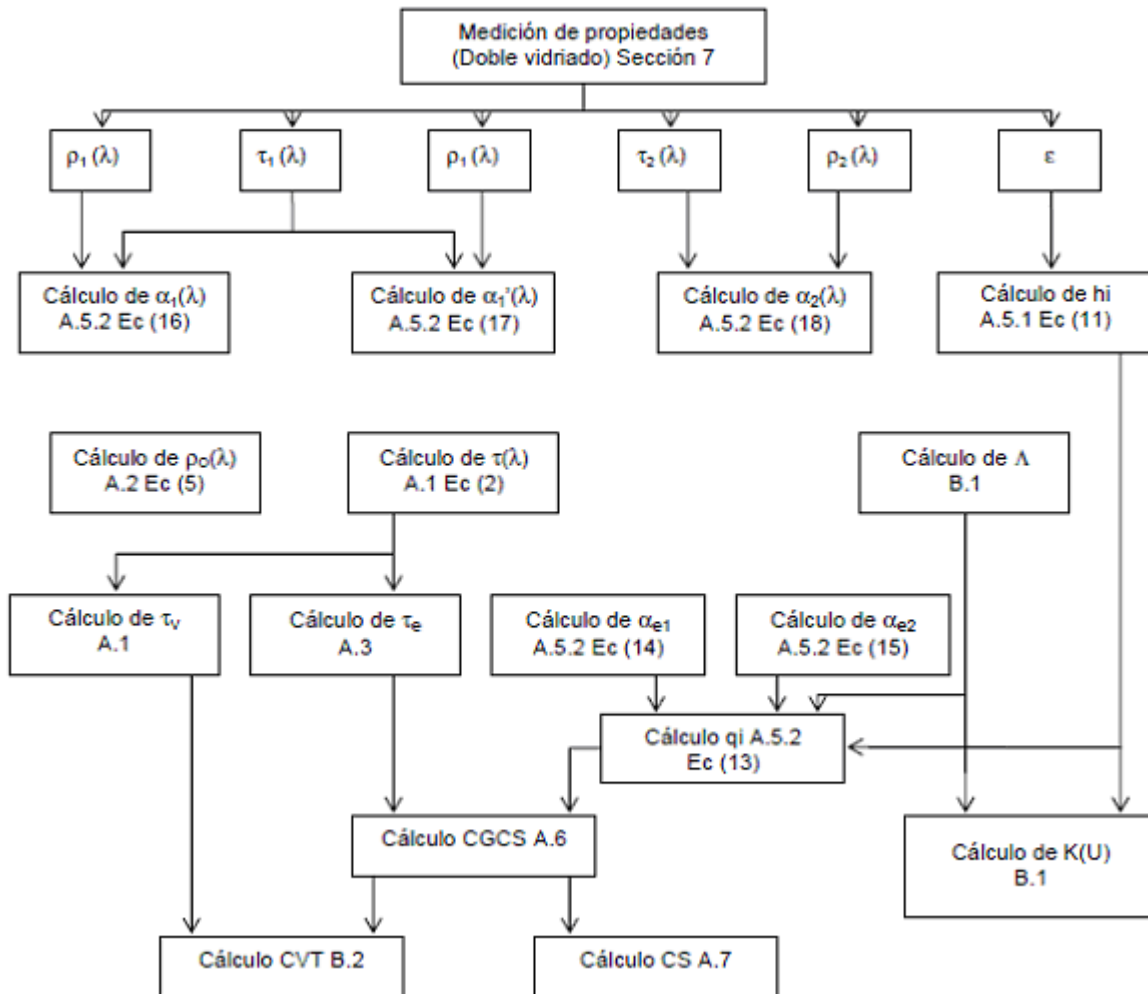 Medición de propiedades
(Doble vidriado) Sección 7
ρ₁ (λ)
τ₁ (λ)
ρ₁ (λ)
τ₂ (λ)
ρ₂ (λ)
ε
Cálculo de α₁(λ)
A.5.2 Ec (16)
Cálculo de α₁'(λ)
A.5.2 Ec (17)
Cálculo de α₂(λ)
A.5.2 Ec (18)
Cálculo de hi
A.5.1 Ec (11)
Cálculo de ρₒ(λ)
A.2 Ec (5)
Cálculo de τ(λ)
A.1 Ec (2)
Cálculo de Λ
B.1
Cálculo de τᵥ
A.1
Cálculo de τₑ
A.3
Cálculo de αₑ₁
A.5.2 Ec (14)
Cálculo de αₑ₂
A.5.2 Ec (15)
Cálculo qi A.5.2
Ec (13)
Cálculo CGCS A.6
Cálculo de K(U)
B.1
Cálculo CVT B.2
Cálculo CS A.7